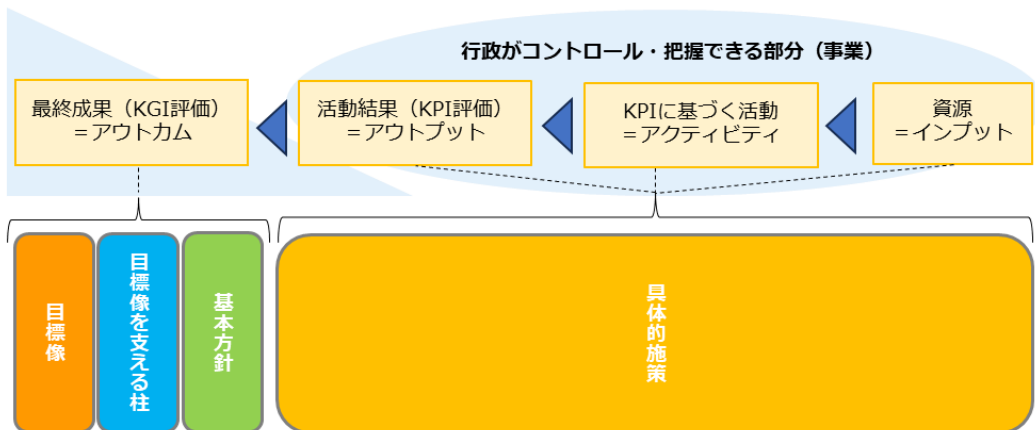 行政がコントロール・把握できる部分（事業）
最終成果（KGI評価）
＝アウトカム
活動結果（KPI評価）
＝アウトプット
KPIに基づく活動
＝アクティビティ
資源
＝インプット
目標像
目標像を支える柱
基本方針
具体的施策